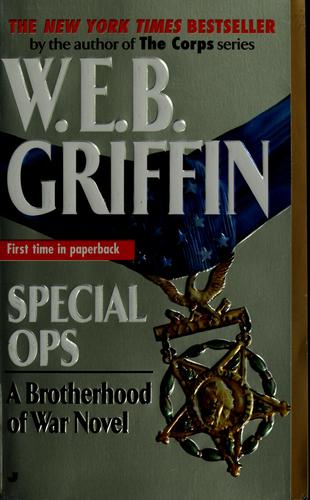 THE NEW YORK TIMES BESTSELLER
by the author of The Corps series
W.E.B.
GRIFFIN
First time in paperback
SPECIAL
OPS
A Brotherhood
of War Novel
J